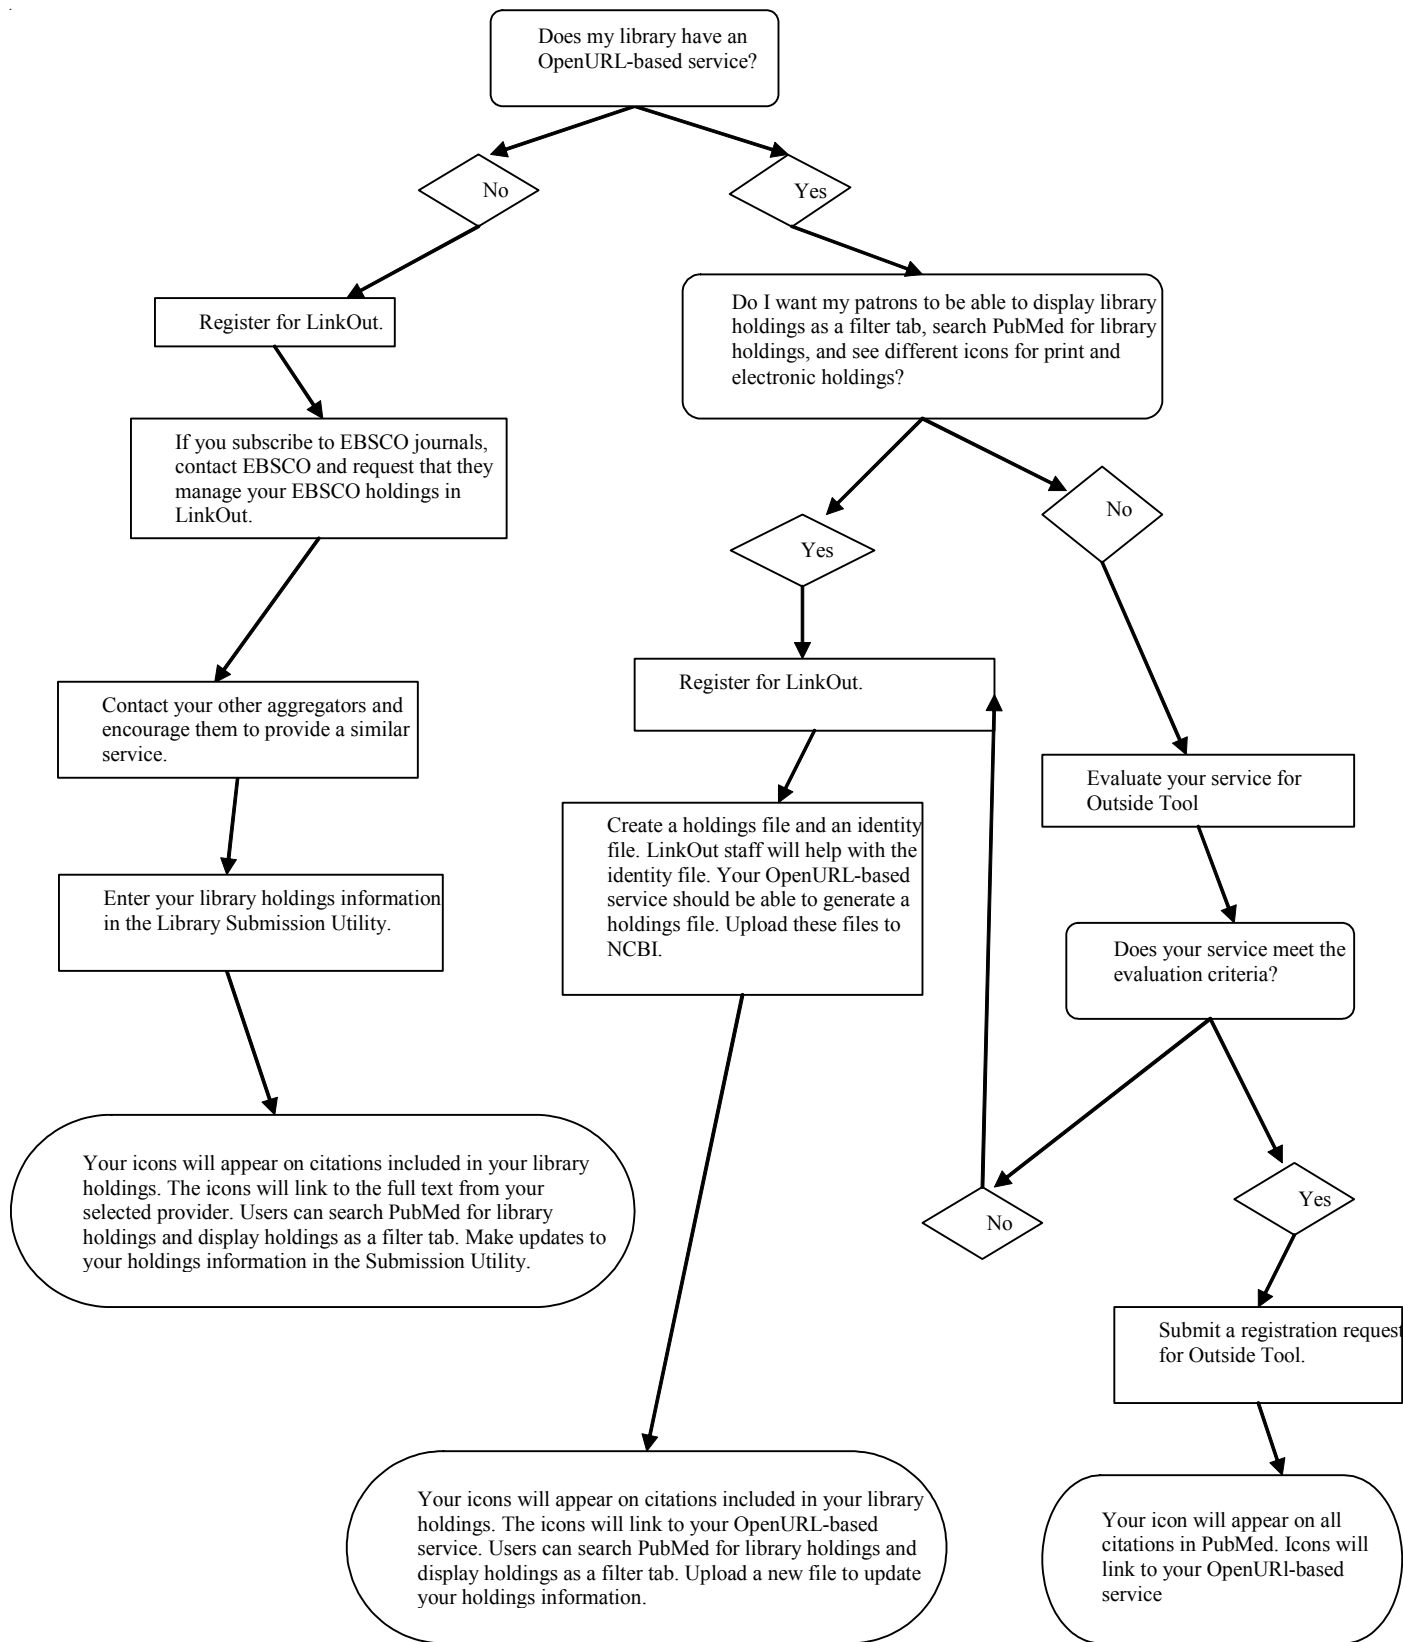 Does my library have an
OpenURL-based service?
No
Yes
Register for LinkOut.
Do I want my patrons to be able to display library
holdings as a filter tab, search PubMed for library
holdings, and see different icons for print and
electronic holdings?
If you subscribe to EBSCO journals,
contact EBSCO and request that they
manage your EBSCO holdings in
LinkOut.
Yes
No
Contact your other aggregators and
encourage them to provide a similar
service.
Register for LinkOut.
Evaluate your service for
Outside Tool
Enter your library holdings information
in the Library Submission Utility.
Create a holdings file and an identity
file. LinkOut staff will help with the
identity file. Your OpenURL-based
service should be able to generate a
holdings file. Upload these files to
NCBI.
Does your service meet the
evaluation criteria?
Your icons will appear on citations included in your library
holdings. The icons will link to the full text from your
selected provider. Users can search PubMed for library
holdings and display holdings as a filter tab. Make updates to
your holdings information in the Submission Utility.
No
Yes
Submit a registration request
for Outside Tool.
Your icons will appear on citations included in your library
holdings. The icons will link to your OpenURL-based
service. Users can search PubMed for library holdings and
display holdings as a filter tab. Upload a new file to update
your holdings information.
Your icon will appear on all
citations in PubMed. Icons will
link to your OpenURl-based
service